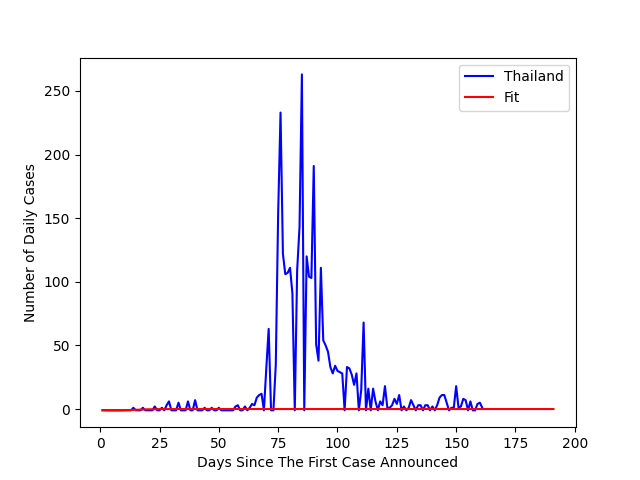 Thailand
Fit
Number of Daily Cases
250
200
150
100
50
0
0 25 50 75 100 125 150 175 200
Days Since The First Case Announced